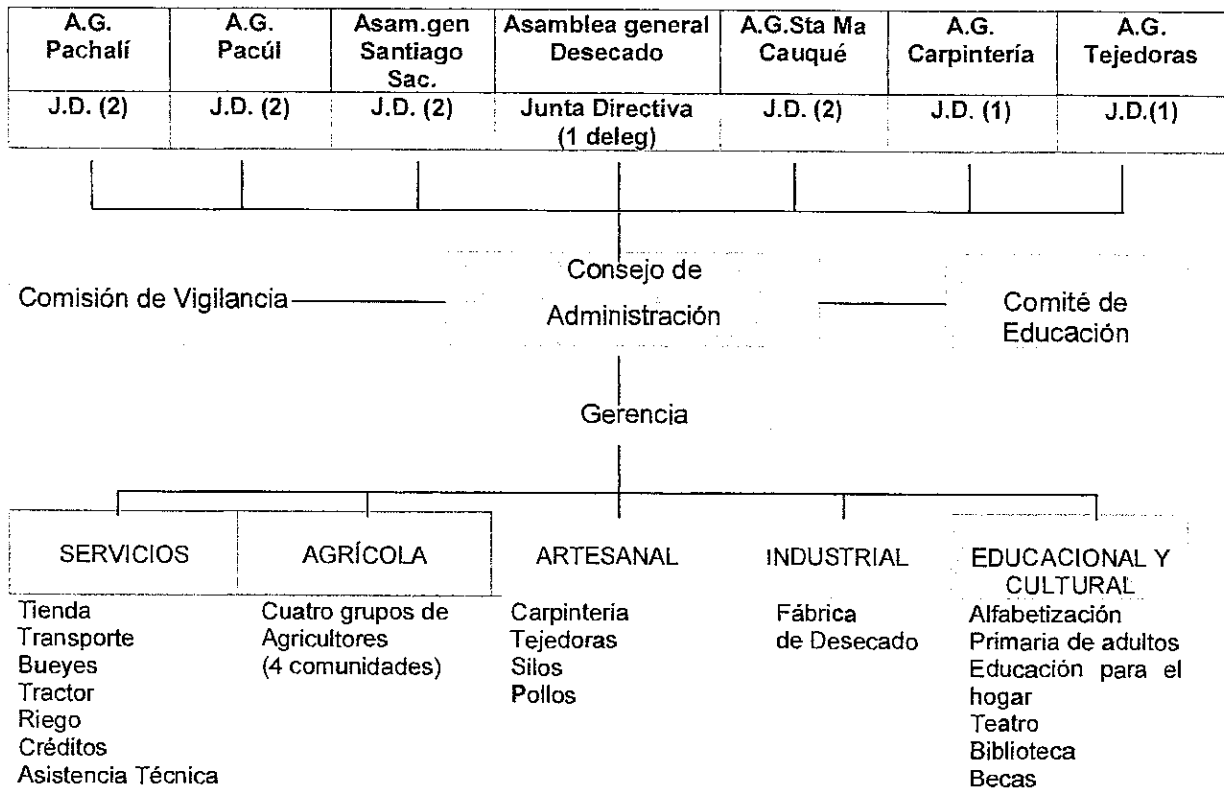 A.G.
Pachalí
A.G.
Pacúl
Asam.gen
Santiago
Sac.
Asamblea general
Desecado
A.G.Sta Ma
Cauqué
A.G.
Carpintería
A.G.
Tejedoras
J.D. (2)
J.D. (2)
J.D. (2)
Junta Directiva
(1 deleg)
J.D. (2)
J.D. (1)
J.D.(1)
Consejo de
Administración
Comisión de Vigilancia
Comité de
Educación
Gerencia
SERVICIOS
Tienda
Transporte
Bueyes
Tractor
Riego
Créditos
Asistencia Técnica
AGRÍCOLA
Cuatro grupos de
Agricultores
(4 comunidades)
ARTESANAL
Carpinteria
Tejedoras
Silos
Pollos
INDUSTRIAL
Fábrica
de Desecado
EDUCACIONAL Y
CULTURAL
Alfabetización
Primaria de adultos
Educación para el
hogar
Teatro
Biblioteca
Becas